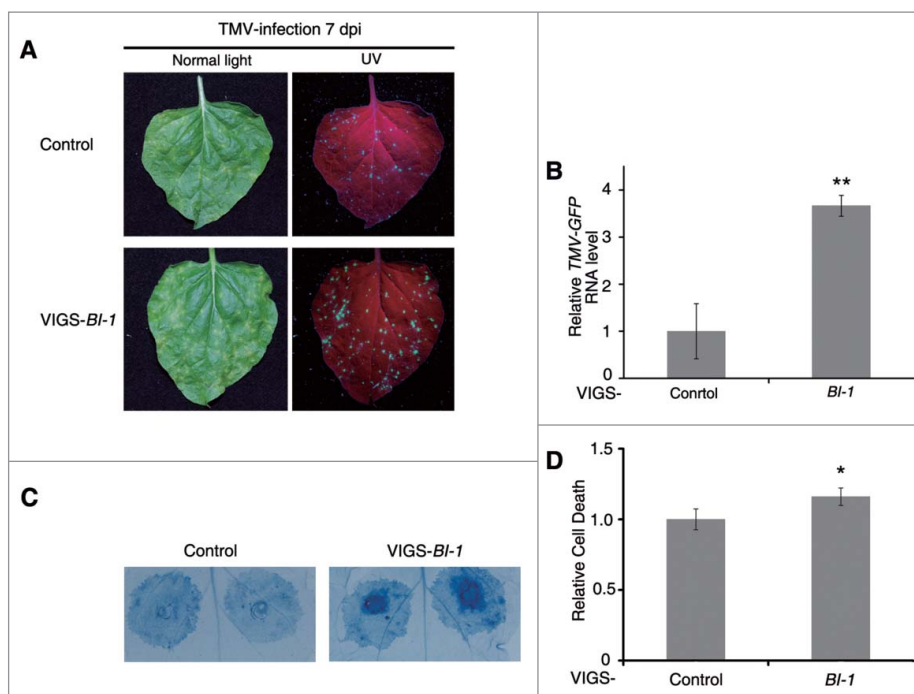 A
TMV-infection 7 dpi
Normal light
UV
Control
VIGS-BI-1
B
Relative TMV-GFP
RNA level
4
3
2
1
0
**
VIGS-
Conrtol
BI-1
C
Control
VIGS-BI-1
D
Relative Cell Death
1.5
1.0
0.5
0
*
VIGS-
Control
BI-1